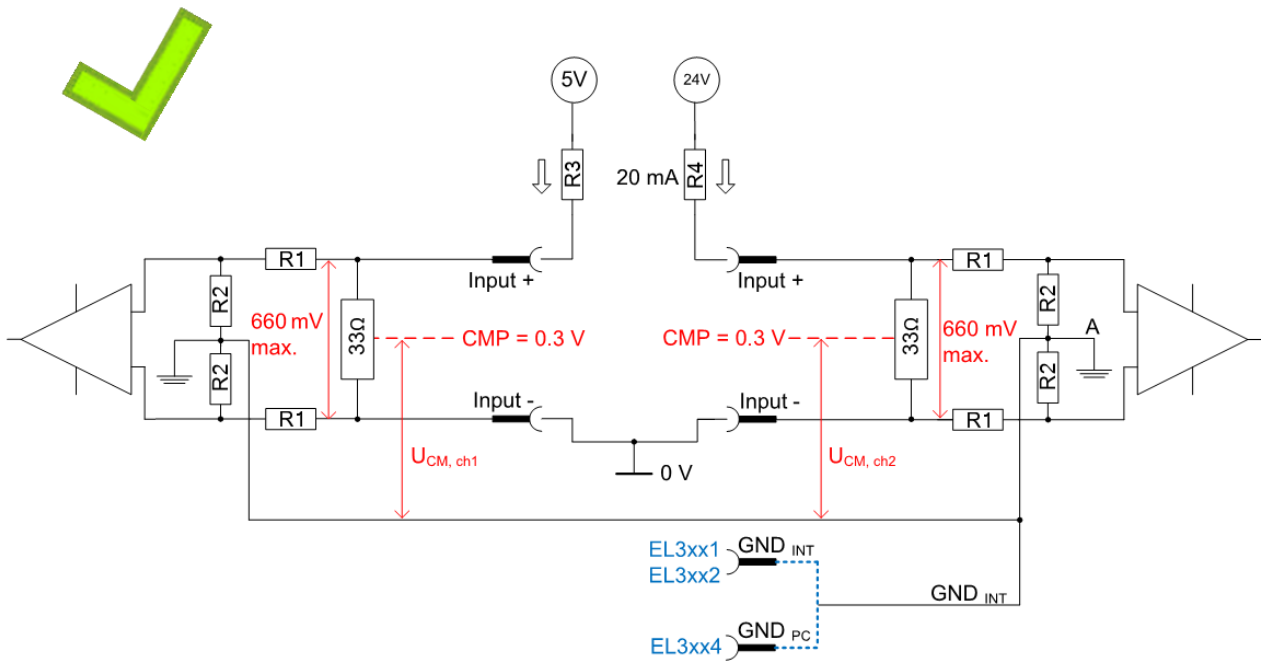 5V
24V
R3
20 mA
R4
R1
R1
Input +
Input +
R2
R2
A
660 mV
max.
33Ω
CMP = 0.3 V
CMP = 0.3 V
33Ω
660 mV
max.
R2
R2
Input -
Input -
R1
R1
UCM, ch1
0 V
UCM, ch2
EL3xx1
GND INT
EL3xx2
GND INT
EL3xx4
GND PC